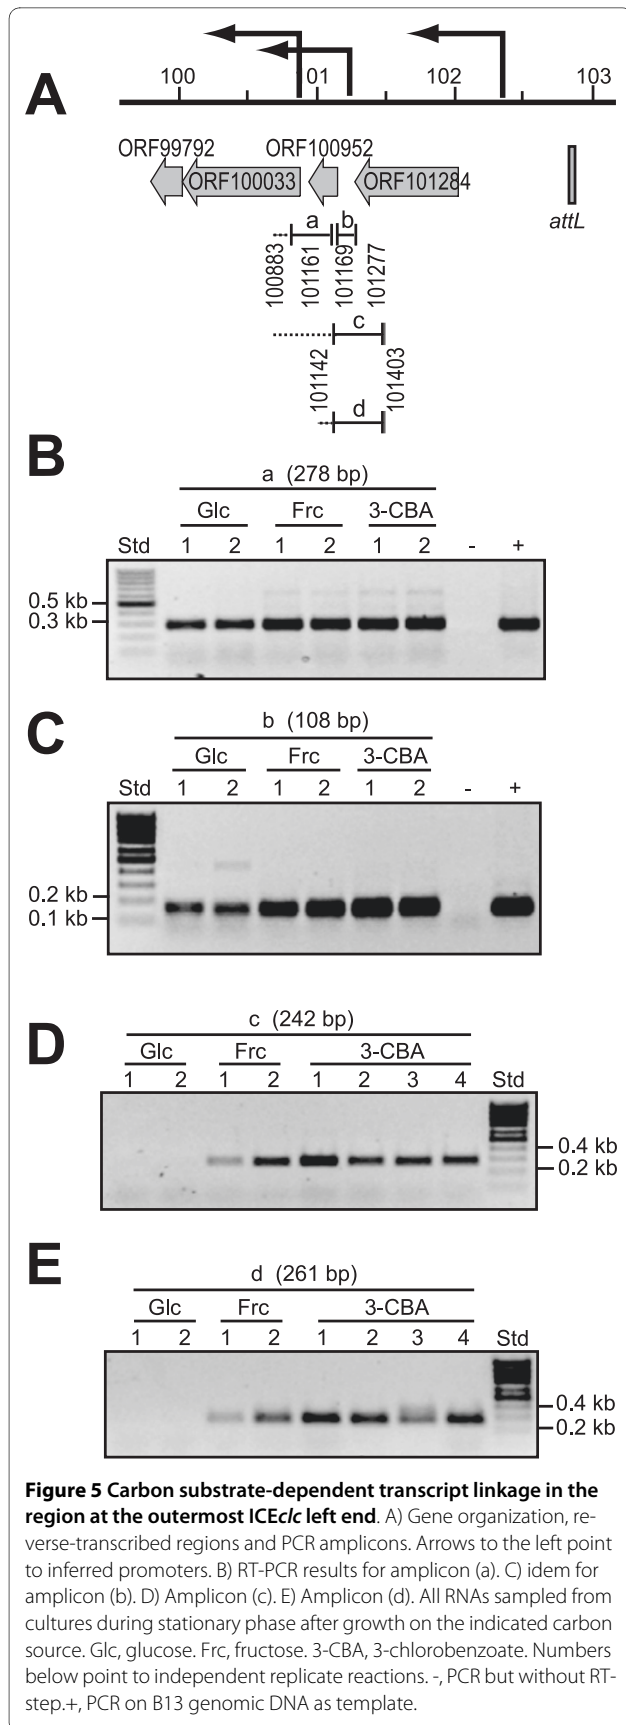 A
100 101 102 103
ORF99792 ORF100952
ORF100033 ORF101284
attL
a b
100883 101161 101169 101277
c
101142 101403
d
B
a (278 bp)
Glc Frc 3-CBA
Std 1 2 1 2 1 2 - +
0.5 kb
0.3 kb
C
b (108 bp)
Glc Frc 3-CBA
Std 1 2 1 2 1 2 - +
0.2 kb
0.1 kb
D
c (242 bp)
Glc Frc 3-CBA
1 2 1 2 1 2 3 4 Std
0.4 kb
0.2 kb
E
d (261 bp)
Glc Frc 3-CBA
1 2 1 2 1 2 3 4 Std
0.4 kb
0.2 kb
Figure 5 Carbon substrate-dependent transcript linkage in the
region at the outermost ICEclc left end. A) Gene organization, re-
verse-transcribed regions and PCR amplicons. Arrows to the left point
to inferred promoters. B) RT-PCR results for amplicon (a). C) idem for
amplicon (b). D) Amplicon (c). E) Amplicon (d). All RNAs sampled from
cultures during stationary phase after growth on the indicated carbon
source. Glc, glucose. Frc, fructose. 3-CBA, 3-chlorobenzoate. Numbers
below point to independent replicate reactions. -, PCR but without RT-
step.+, PCR on B13 genomic DNA as template.